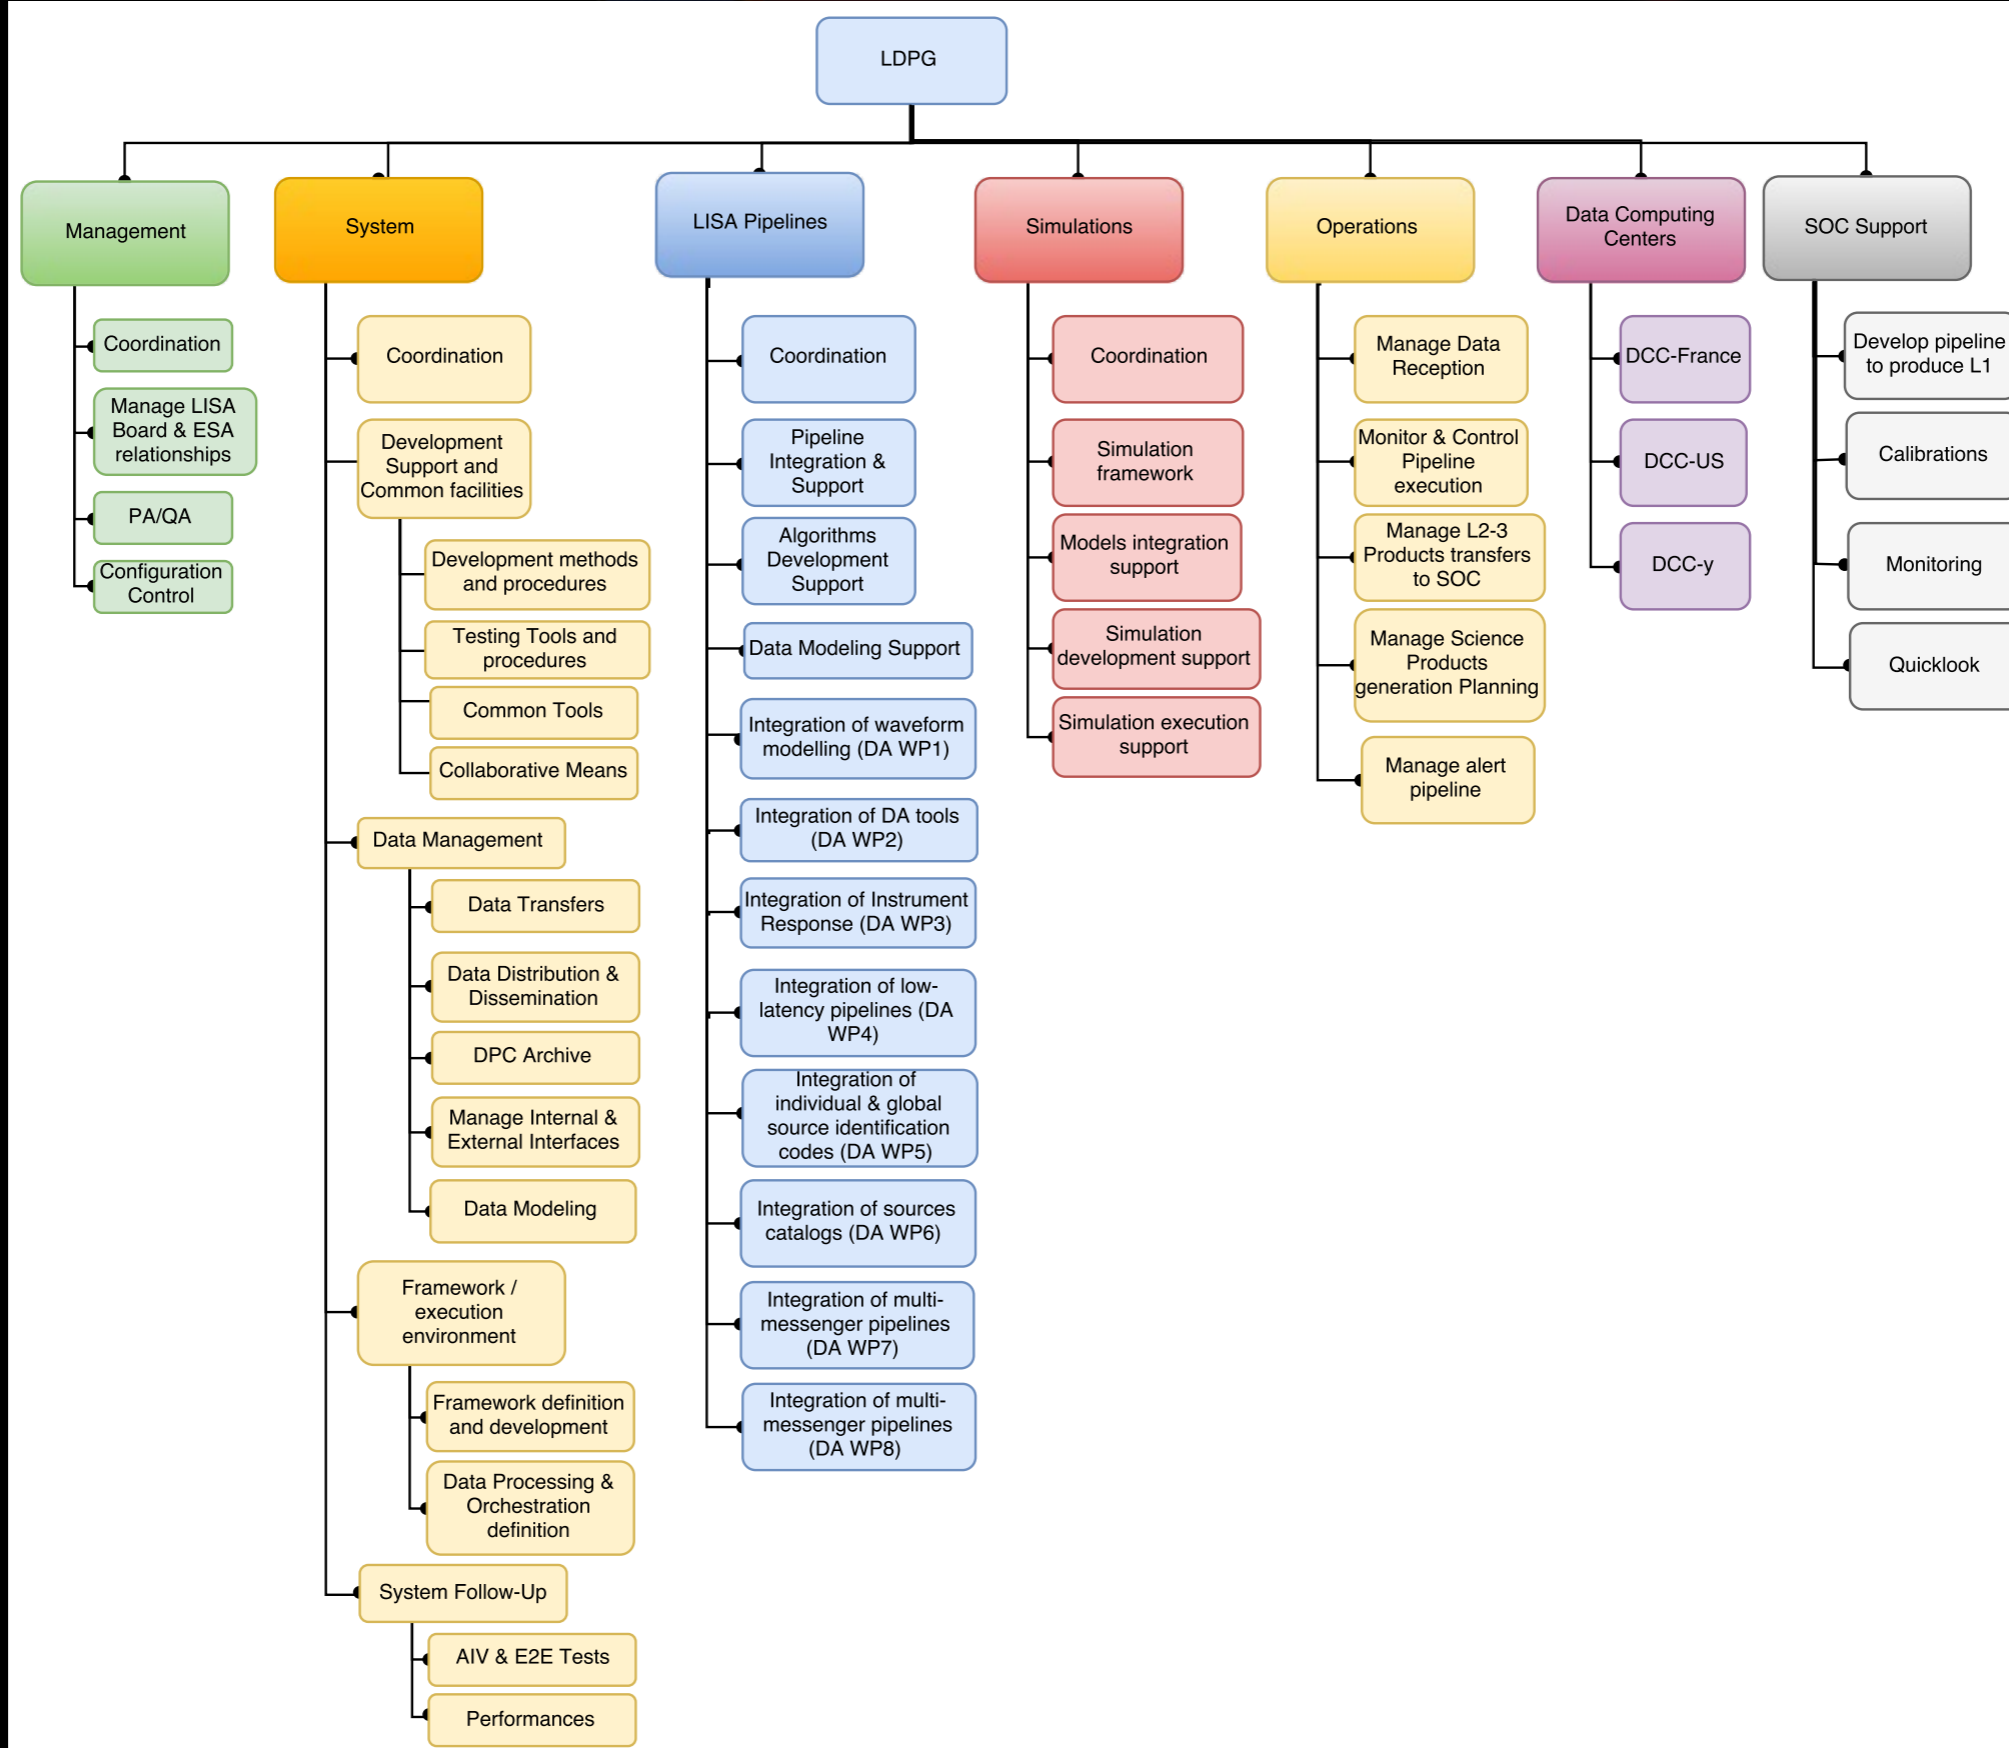 LDPG
Management
Coordination
Manage LISA
Board & ESA
relationships
PA/QA
Configuration
Control
System
Coordination
Development
Support and
Common facilities
Development methods
and procedures
Testing Tools and
procedures
Common Tools
Collaborative Means
Data Management
Data Transfers
Data Distribution &
Dissemination
DPC Archive
Manage Internal &
External Interfaces
Data Modeling
Framework /
execution
environment
Framework definition
and development
Data Processing &
Orchestration
definition
System Follow-Up
AIV & E2E Tests
Performances
LISA Pipelines
Coordination
Pipeline
Integration &
Support
Algorithms
Development
Support
Data Modeling Support
Integration of waveform
modelling (DA WP1)
Integration of DA tools
(DA WP2)
Integration of Instrument
Response (DA WP3)
Integration of low-
latency pipelines (DA
WP4)
Integration of
individual & global
source identification
codes (DA WP5)
Integration of sources
catalogs (DA WP6)
Integration of multi-
messenger pipelines
(DA WP7)
Integration of multi-
messenger pipelines
(DA WP8)
Simulations
Coordination
Simulation
framework
Models integration
support
Simulation
development support
Simulation execution
support
Operations
Manage Data
Reception
Monitor & Control
Pipeline
execution
Manage L2-3
Products transfers
to SOC
Manage Science
Products
generation Planning
Manage alert
pipeline
Data Computing
Centers
DCC-France
DCC-US
DCC-y
SOC Support
Develop pipeline
to produce L1
Calibrations
Monitoring
Quicklook